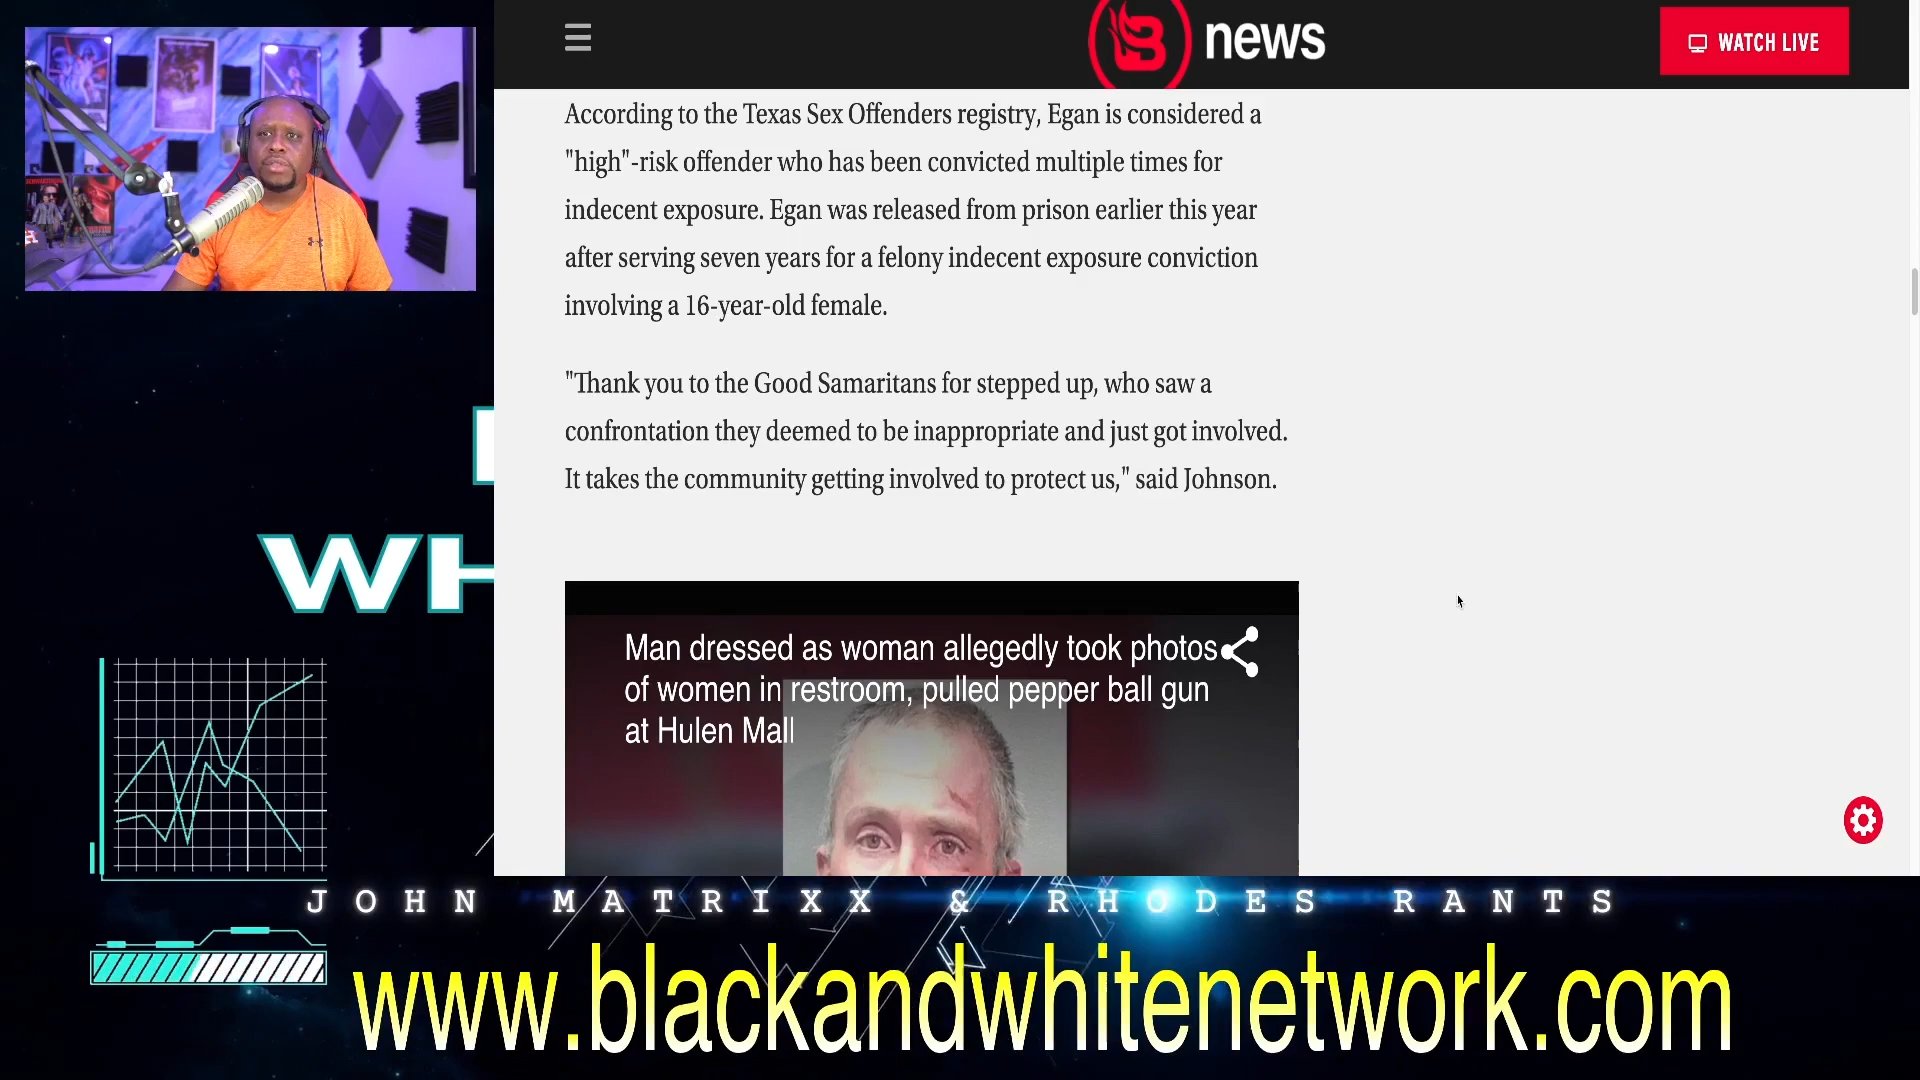 news
WATCH LIVE
According to the Texas Sex Offenders registry, Egan is considered a
"high"-risk offender who has been convicted multiple times for
indecent exposure. Egan was released from prison earlier this year
after serving seven years for a felony indecent exposure conviction
involving a 16-year-old female.
"Thank you to the Good Samaritans for stepped up, who saw a
confrontation they deemed to be inappropriate and just got involved.
It takes the community getting involved to protect us," said Johnson.
WH
Man dressed as woman allegedly took photos
of women in restroom, pulled pepper ball gun
at Hulen Mall
JOHN MATRIXX & RHODES RANTS
www.blackandwhitenetwork.com